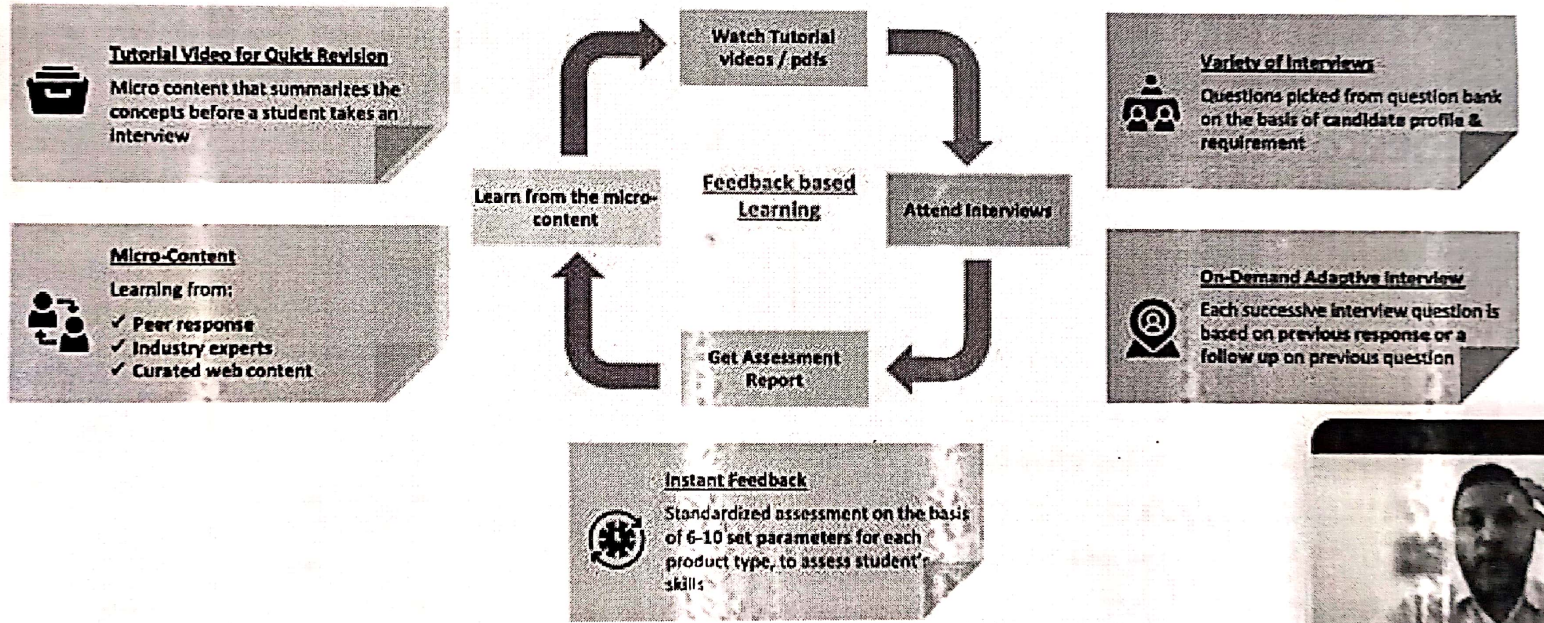 Tutorial Video for Quick Revision
Micro content that summarizes the
concepts before a student takes an
interview
Micro-Content
Learning from:
✓ Peer response
✓ Industry experts
✓ Curated web content
Watch Tutorial
videos / pdfs
Learn from the micro-
content
Feedback based
Learning
Attend Interviews
Get Assessment
Report
Instant Feedback
Standardized assessment on the basis
of 6-10 set parameters for each
product type, to assess student's
skills
Variety of Interviews
Questions picked from question bank
on the basis of candidate profile &
requirement
On-Demand Adaptive Interview
Each successive interview question is
based on previous response or a
follow up on previous question